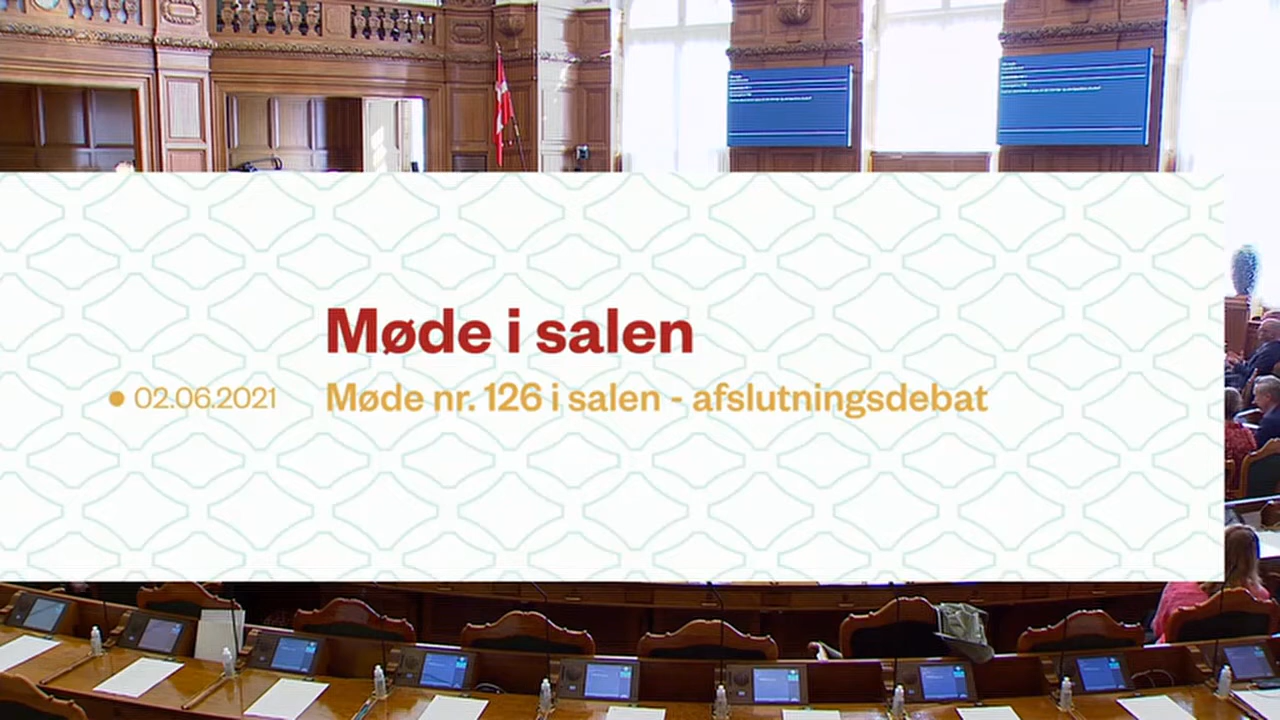 Møde i salen
● 02.06.2021 Møde nr. 126 i salen - afslutningsdebat